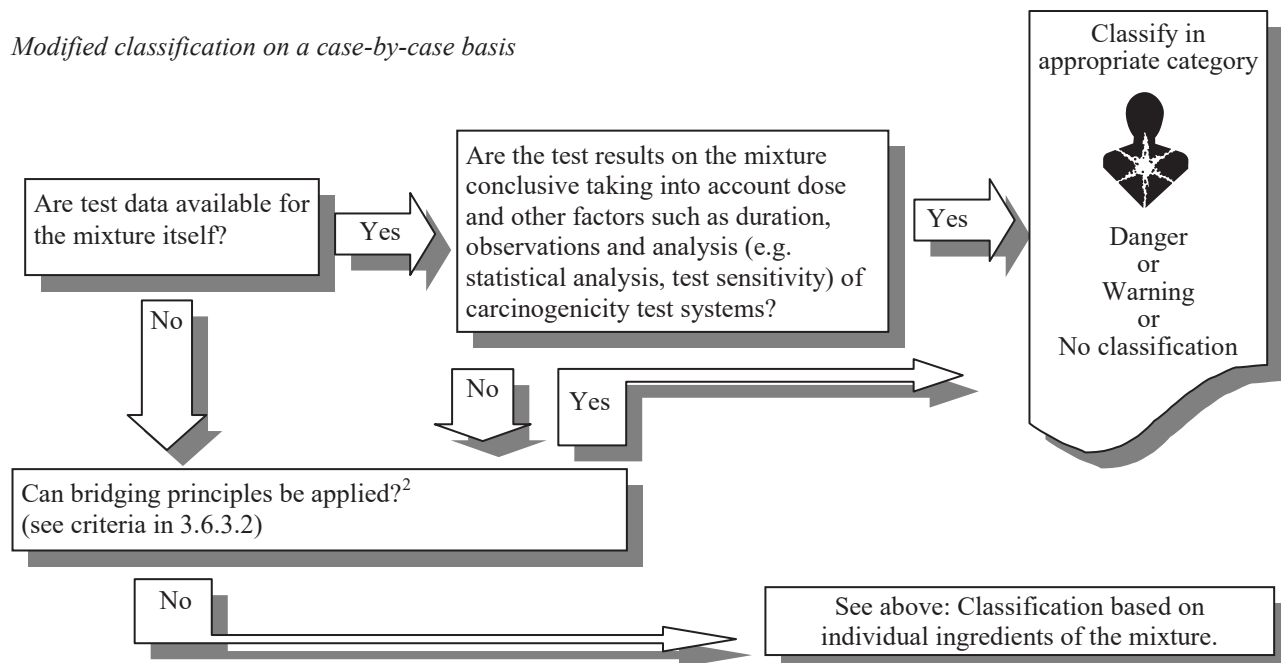 Modified classification on a case-by-case basis
Classify in
appropriate category
Are test data available for
the mixture itself?
Yes
Are the test results on the mixture
conclusive taking into account dose
and other factors such as duration,
observations and analysis (e.g.
statistical analysis, test sensitivity) of
carcinogenicity test systems?
Yes
Danger
or
Warning
or
No classification
No
No
Yes
Can bridging principles be applied?²
(see criteria in 3.6.3.2)
No
See above: Classification based on
individual ingredients of the mixture.